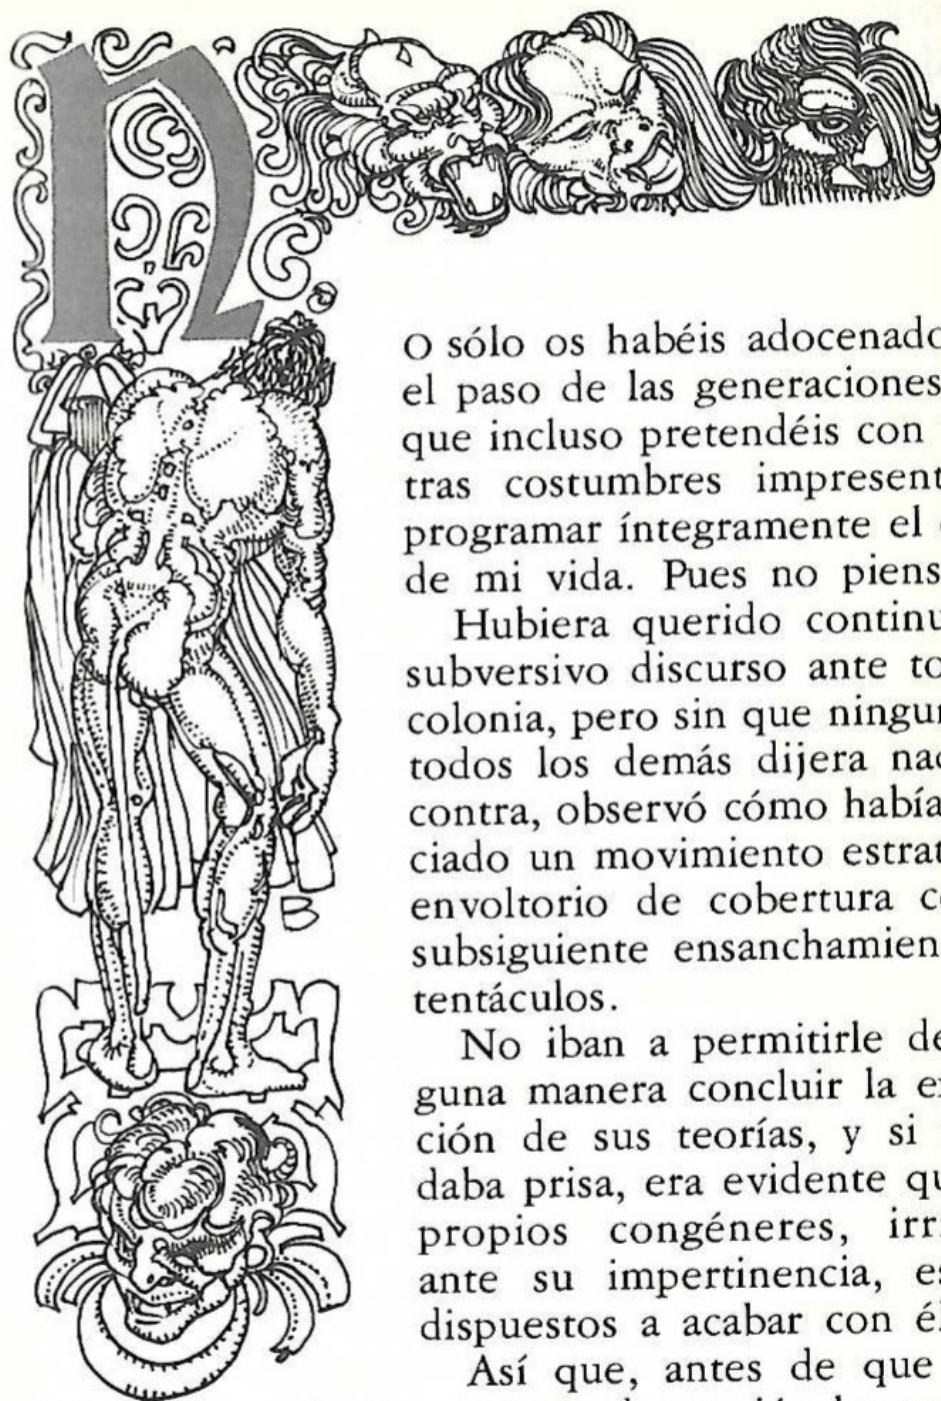 N
O sólo os habéis adocenado
el paso de las generaciones
que incluso pretendéis con
tras costumbres impresent
programar íntegramente el
de mi vida. Pues no piens
Hubiera querido continu
subversivo discurso ante to
colonia, pero sin que ningun
todos los demás dijera nac
contra, observó cómo había
ciado un movimiento estrat
envoltorio de cobertura c
subsiguiente ensanchamien
tentáculos.
No iban a permitirle de
guna manera concluir la ex
ción de sus teorías, y si
daba prisa, era evidente qu
propios congéneres, irr
ante su impertinencia, es
dispuestos a acabar con él
Así que, antes de que
B